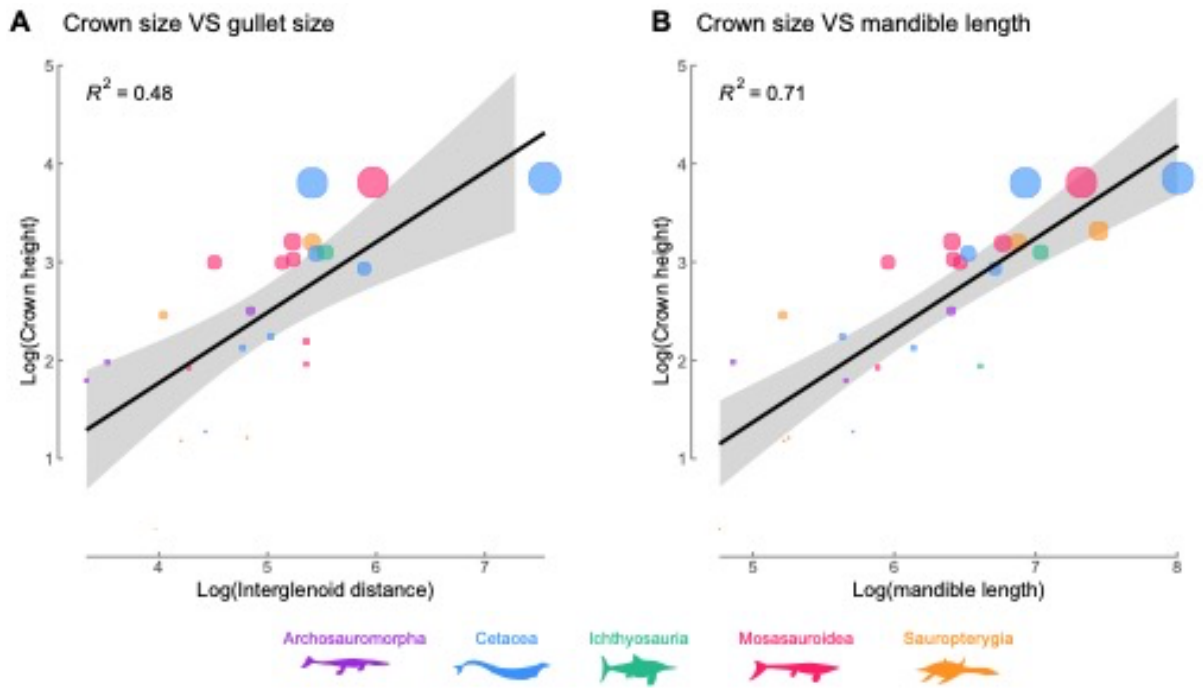 A Crown size VS gullet size
R² = 0.48
Log(Crown height)
5
4
3
2
1
4 5 6 7
Log(Interglenoid distance)
B Crown size VS mandible length
R² = 0.71
Log(Crown height)
5
4
3
2
1
5 6 7 8
Log(mandible length)
Archosauromorpha Cetacea Ichthyosauria Mosasauroidea Sauropterygia